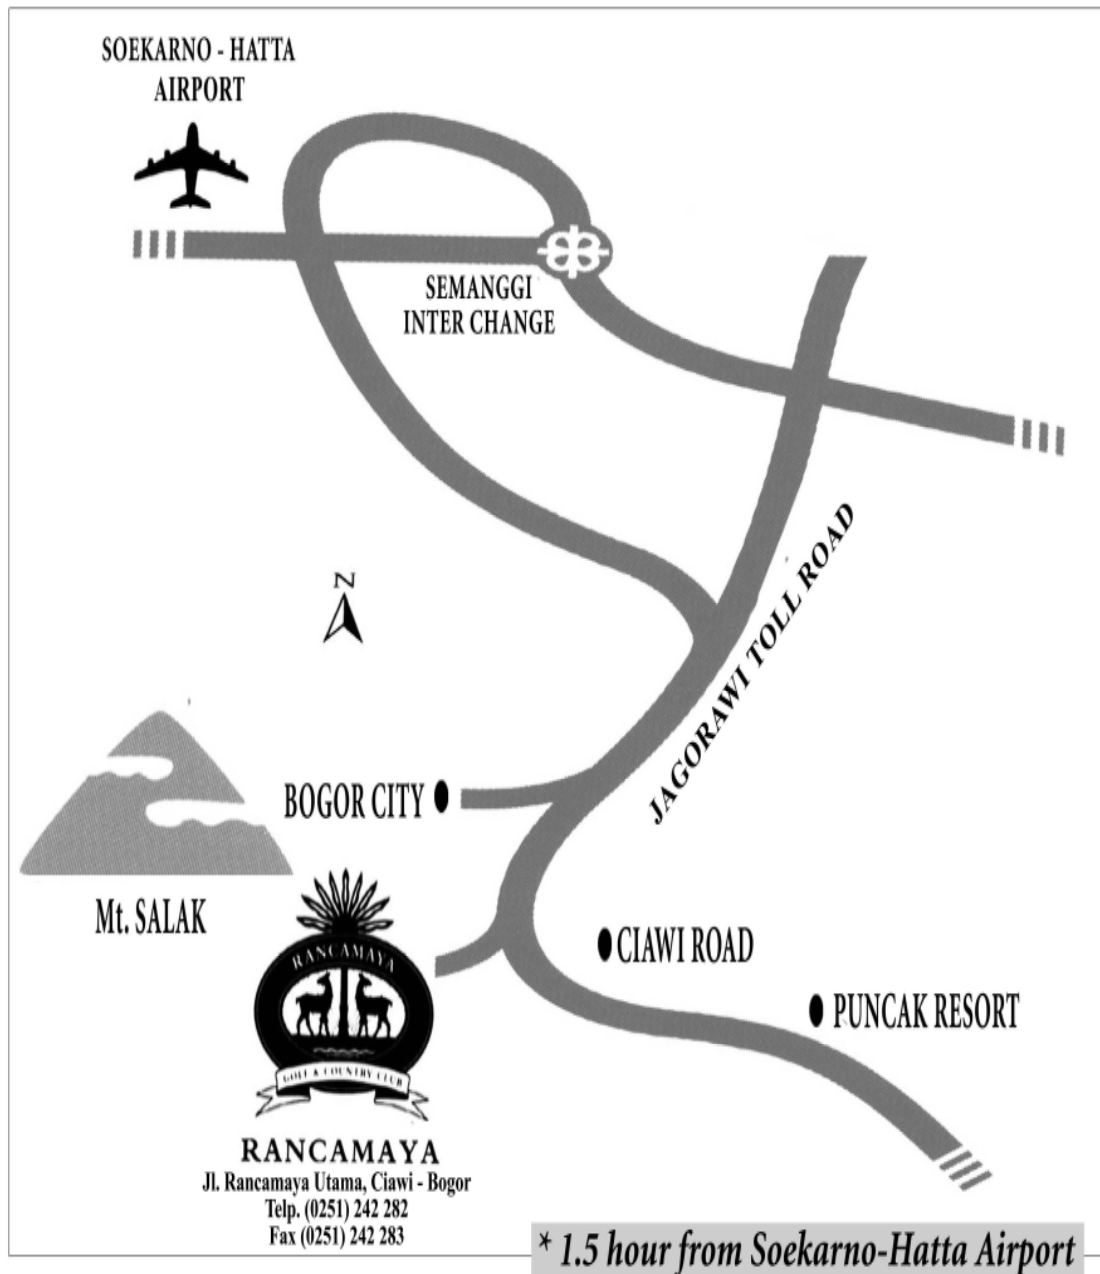 SOEKARNO - HATTA
AIRPORT
SEMANGGI
INTER CHANGE
JAGORAWI TOLL ROAD
N
BOGOR CITY
Mt. SALAK
RANCAMAYA
GOLF & COUNTRY CLUB
CIAWI ROAD
PUNCAK RESORT
RANCAMAYA
Jl. Rancamaya Utama, Ciawi - Bogor
Telp. (0251) 242 282
Fax (0251) 242 283
* 1.5 hour from Soekarno-Hatta Airport